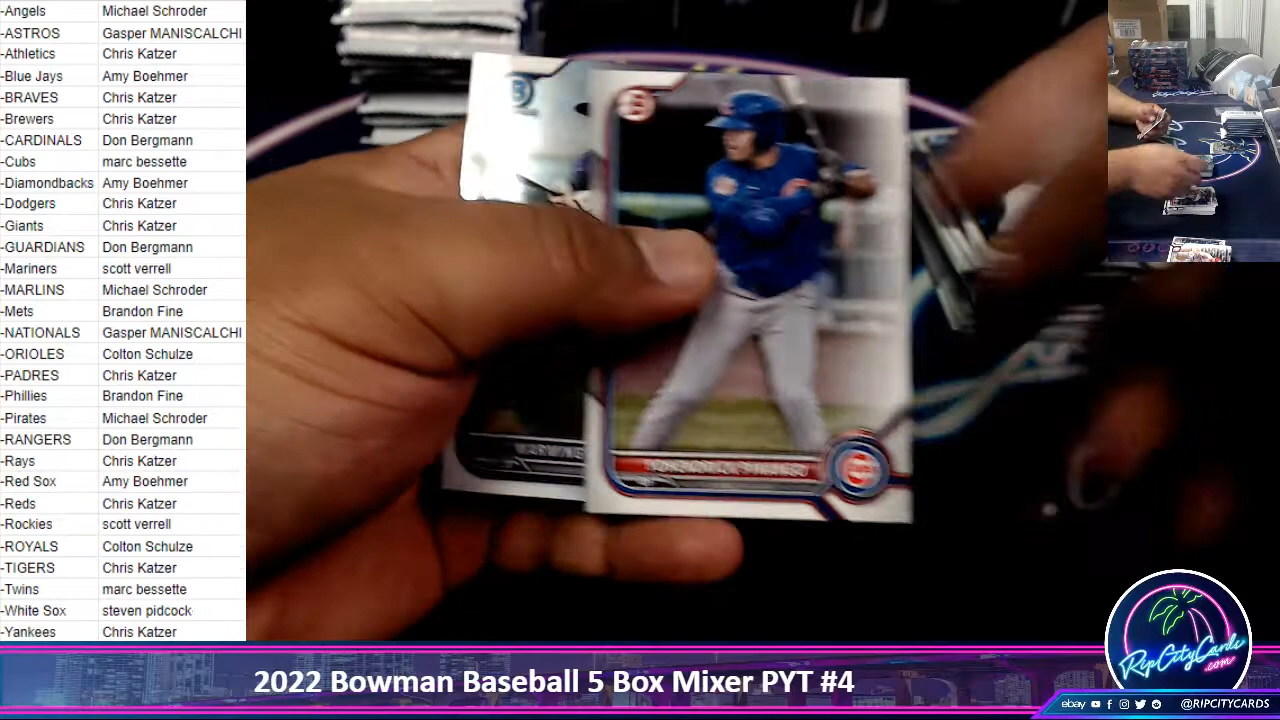 -Angels Michael Schroder
-ASTROS Gasper MANISCALCHI
-Athletics Chris Katzer
-Blue Jays Amy Boehmer
-BRAVES Chris Katzer
-Brewers Chris Katzer
-CARDINALS Don Bergmann
-Cubs marc bessette
-Diamondbacks Amy Boehmer
-Dodgers Chris Katzer
-Giants Chris Katzer
-GUARDIANS Don Bergmann
-Mariners scott verrell
-MARLINS Michael Schroder
-Mets Brandon Fine
-NATIONALS Gasper MANISCALCHI
-ORIOLES Colton Schulze
-PADRES Chris Katzer
-Phillies Brandon Fine
-Pirates Michael Schroder
-RANGERS Don Bergmann
-Rays Chris Katzer
-Red Sox Amy Boehmer
-Reds Chris Katzer
-Rockies scott verrell
-ROYALS Colton Schulze
-TIGERS Chris Katzer
-Twins marc bessette
-White Sox steven pidcock
-Yankees Chris Katzer
2022 Bowman Baseball 5 Box Mixer PYT #4
RipCityCards
.com
ebay @RIPCITYCARDS